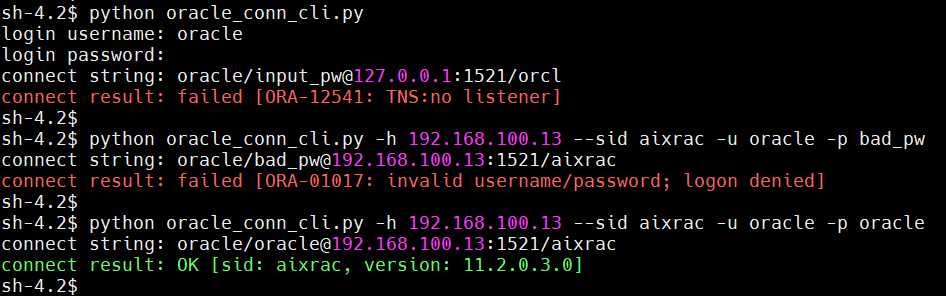 sh-4.2$ python oracle_conn_cli.py
login username: oracle
login password:
connect string: oracle/input_pw@127.0.0.1:1521/orcl
connect result: failed [ORA-12541: TNS:no listener]
sh-4.2$
sh-4.2$ python oracle_conn_cli.py -h 192.168.100.13 --sid aixrac -u oracle -p bad_pw
connect string: oracle/bad_pw@192.168.100.13:1521/aixrac
connect result: failed [ORA-01017: invalid username/password; logon denied]
sh-4.2$
sh-4.2$ python oracle_conn_cli.py -h 192.168.100.13 --sid aixrac -u oracle -p oracle
connect string: oracle/oracle@192.168.100.13:1521/aixrac
connect result: OK [sid: aixrac, version: 11.2.0.3.0]
sh-4.2$